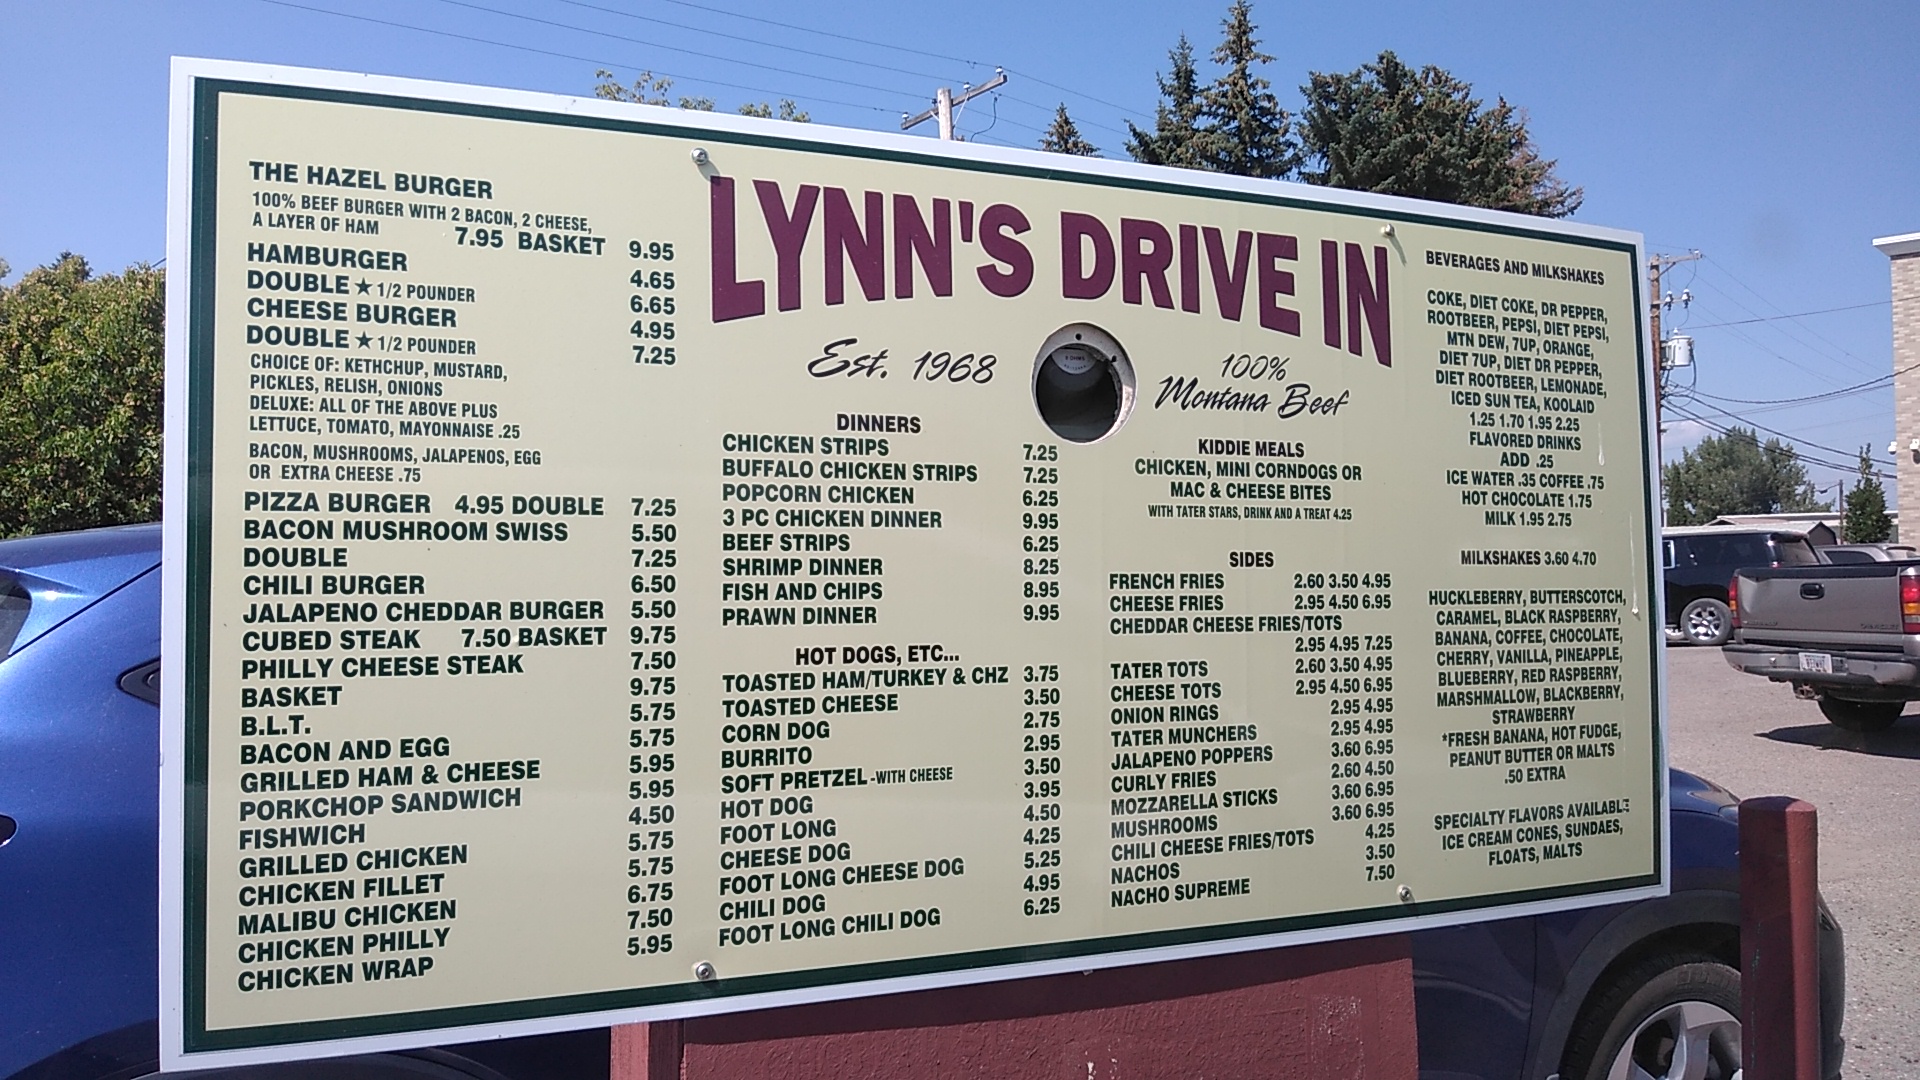 THE HAZEL BURGER
100% BEEF BURGER WITH 2 BACON, 2 CHEESE,
A LAYER OF HAM 7.95 BASKET 9.95
HAMBURGER 4.65
DOUBLE ★ 1/2 POUNDER 6.65
CHEESE BURGER 4.95
DOUBLE ★ 1/2 POUNDER 7.25
CHOICE OF: KETHCHUP, MUSTARD,
PICKLES, RELISH, ONIONS
DELUXE: ALL OF THE ABOVE PLUS
LETTUCE, TOMATO, MAYONNAISE .25
BACON, MUSHROOMS, JALAPENOS, EGG
OR EXTRA CHEESE .75
PIZZA BURGER 4.95 DOUBLE 7.25
BACON MUSHROOM SWISS 5.50
DOUBLE 7.25
CHILI BURGER 6.50
JALAPENO CHEDDAR BURGER 5.50
CUBED STEAK 7.50 BASKET 9.75
PHILLY CHEESE STEAK 7.50
BASKET 9.75
B.L.T. 5.75
BACON AND EGG 5.75
GRILLED HAM & CHEESE 5.95
PORKCHOP SANDWICH 5.95
FISHWICH 4.50
GRILLED CHICKEN 5.75
CHICKEN FILLET 5.75
MALIBU CHICKEN 6.75
CHICKEN PHILLY 7.50
CHICKEN WRAP 5.95
LYNN'S DRIVE IN
Est. 1968
100%
Montana Beef
DINNERS
CHICKEN STRIPS 7.25
BUFFALO CHICKEN STRIPS 7.25
POPCORN CHICKEN 6.25
3 PC CHICKEN DINNER 9.95
BEEF STRIPS 6.25
SHRIMP DINNER 8.25
FISH AND CHIPS 8.95
PRAWN DINNER 9.95
HOT DOGS, ETC...
TOASTED HAM/TURKEY & CHZ 3.75
TOASTED CHEESE 3.50
CORN DOG 2.75
BURRITO 2.95
SOFT PRETZEL -WITH CHEESE 3.50
HOT DOG 3.95
FOOT LONG 4.50
CHEESE DOG 4.25
FOOT LONG CHEESE DOG 5.25
CHILI DOG 4.95
FOOT LONG CHILI DOG 6.25
KIDDIE MEALS
CHICKEN, MINI CORNDOGS OR
MAC & CHEESE BITES
WITH TATER STARS, DRINK AND A TREAT 4.25
SIDES
FRENCH FRIES 2.60 3.50 4.95
CHEESE FRIES 2.95 4.50 6.95
CHEDDAR CHEESE FRIES/TOTS
2.95 4.95 7.25
TATER TOTS 2.60 3.50 4.95
CHEESE TOTS 2.95 4.50 6.95
ONION RINGS 2.95 4.95
TATER MUNCHERS 2.95 4.95
JALAPENO POPPERS 3.60 6.95
CURLY FRIES 2.60 4.50
MOZZARELLA STICKS 3.60 6.95
MUSHROOMS 3.60 6.95
CHILI CHEESE FRIES/TOTS 4.25
NACHOS 3.50
NACHO SUPREME 7.50
BEVERAGES AND MILKSHAKES
COKE, DIET COKE, DR PEPPER,
ROOTBEER, PEPSI, DIET PEPSI,
MTN DEW, 7UP, ORANGE,
DIET 7UP, DIET DR PEPPER,
DIET ROOTBEER, LEMONADE,
ICED SUN TEA, KOOLAID
1.25 1.70 1.95 2.25
FLAVORED DRINKS
ADD .25
ICE WATER .35 COFFEE .75
HOT CHOCOLATE 1.75
MILK 1.95 2.75
MILKSHAKES 3.60 4.70
HUCKLEBERRY, BUTTERSCOTCH,
CARAMEL, BLACK RASPBERRY,
BANANA, COFFEE, CHOCOLATE,
CHERRY, VANILLA, PINEAPPLE,
BLUEBERRY, RED RASPBERRY,
MARSHMALLOW, BLACKBERRY,
STRAWBERRY
*FRESH BANANA, HOT FUDGE,
PEANUT BUTTER OR MALTS
.50 EXTRA
SPECIALTY FLAVORS AVAILABLE
ICE CREAM CONES, SUNDAES,
FLOATS, MALTS